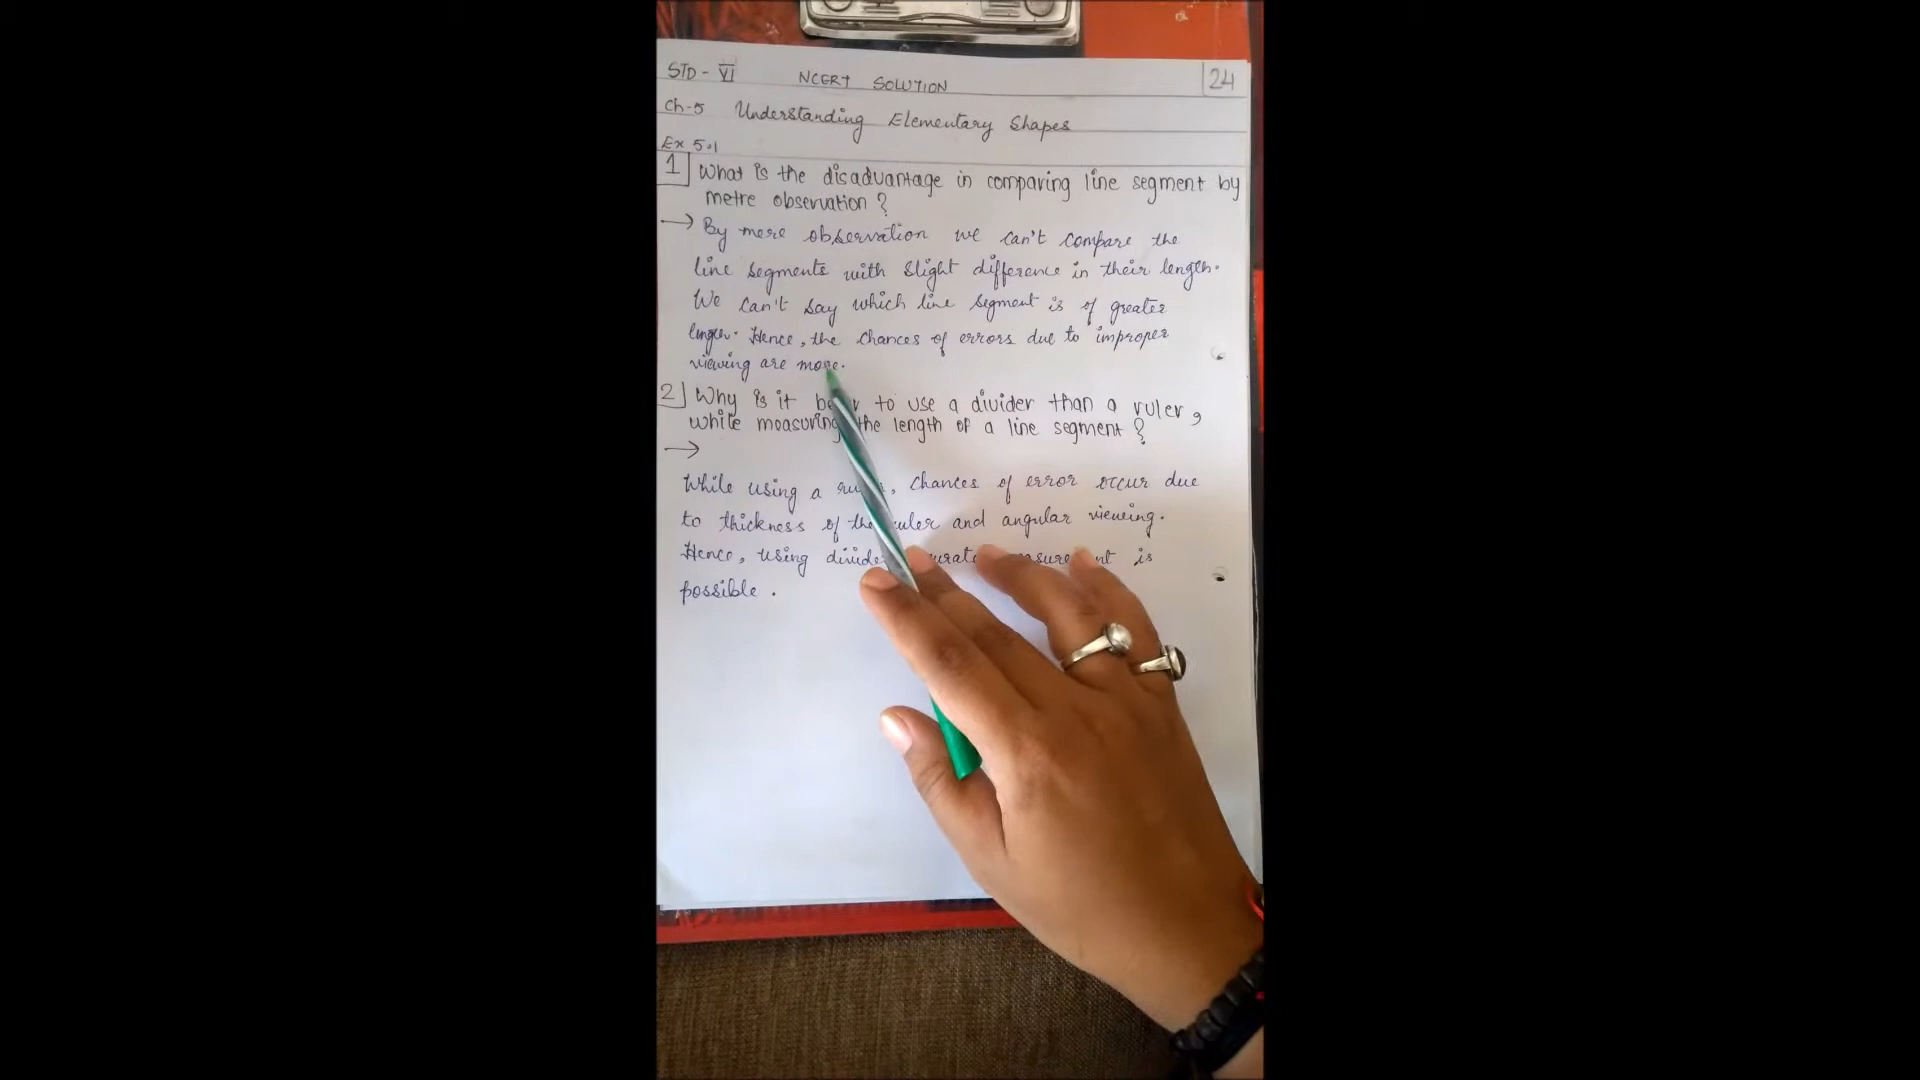 STD - VI NCERT SOLUTION 24
Ch-5 Understanding Elementary Shapes
Ex 5.1
1 What is the disadvantage in comparing line segment by
metre observation ?
→ By mere observation we can't compare the
line segments with slight difference in their length.
We can't say which line segment is of greater
length. Hence, the chances of errors due to improper
viewing are more.
2 Why is it to use a divider than a ruler,
while measuring the length of a line segment ?
→
While using a , chances of error occur due
to thickness of the ruler and angular viewing.
Hence, using is
possible .